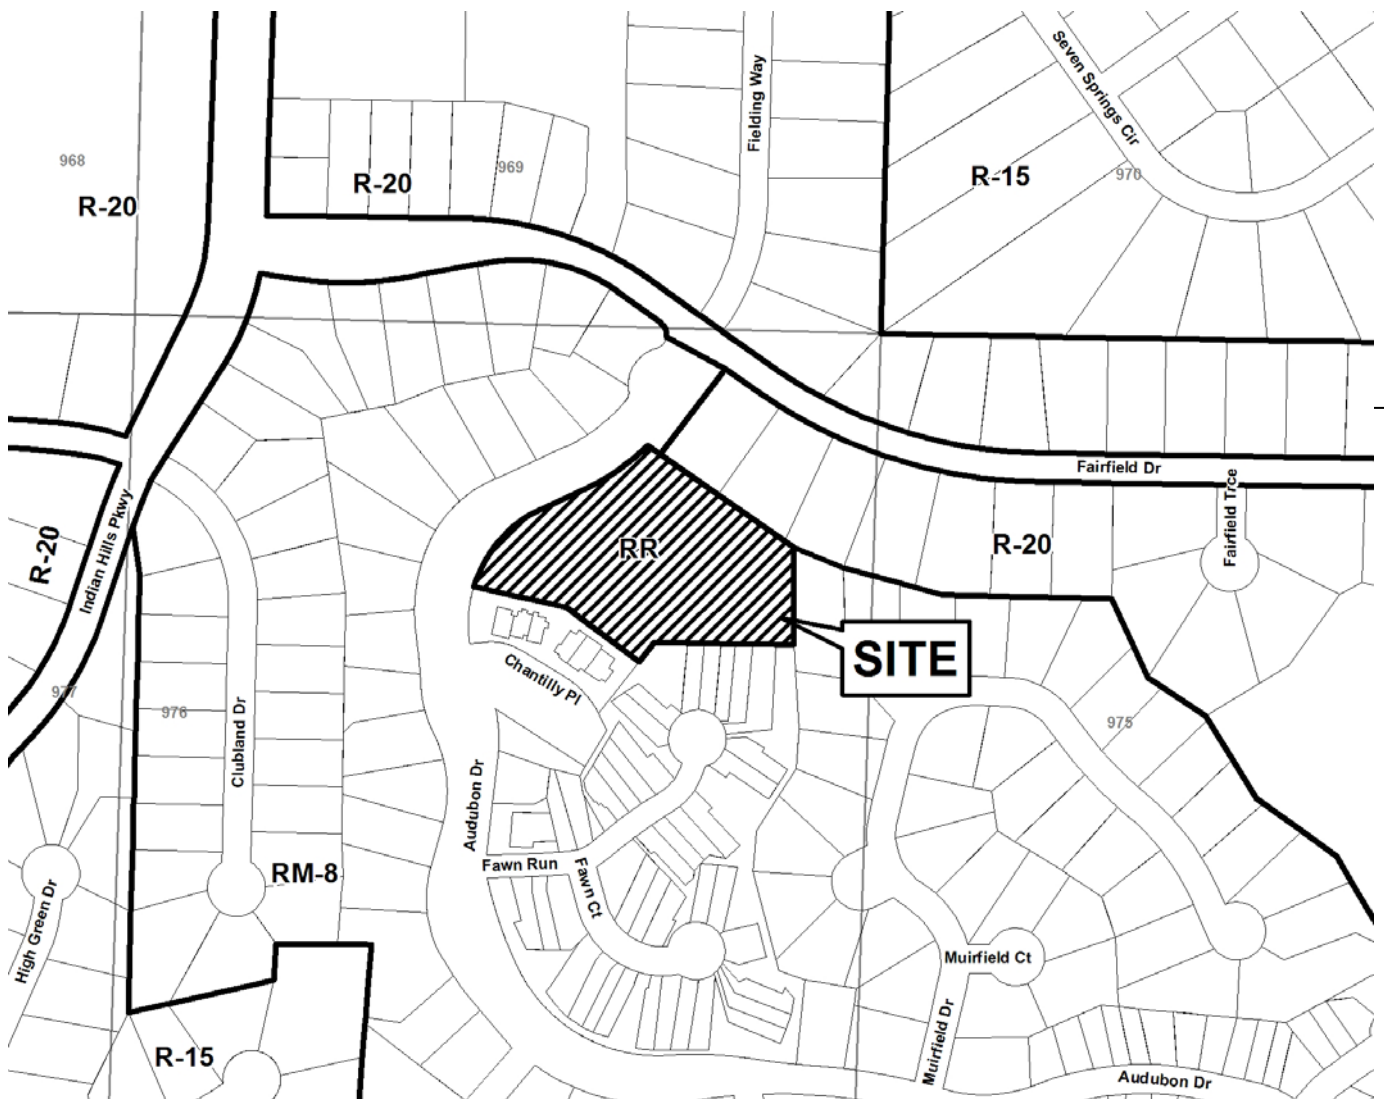 Seven Springs Cir
Fielding Way
968
R-20
R-20
969
R-15
970
Fairfield Dr
Fairfield Trce
R-20
Indian Hills Pkwy
R-20
RR
SITE
Chantilly Pl
977
976
975
Clubland Dr
Audubon Dr
RM-8
Fawn Run
Fawn Ct
High Green Dr
Muirfield Ct
Muirfield Dr
R-15
Audubon Dr